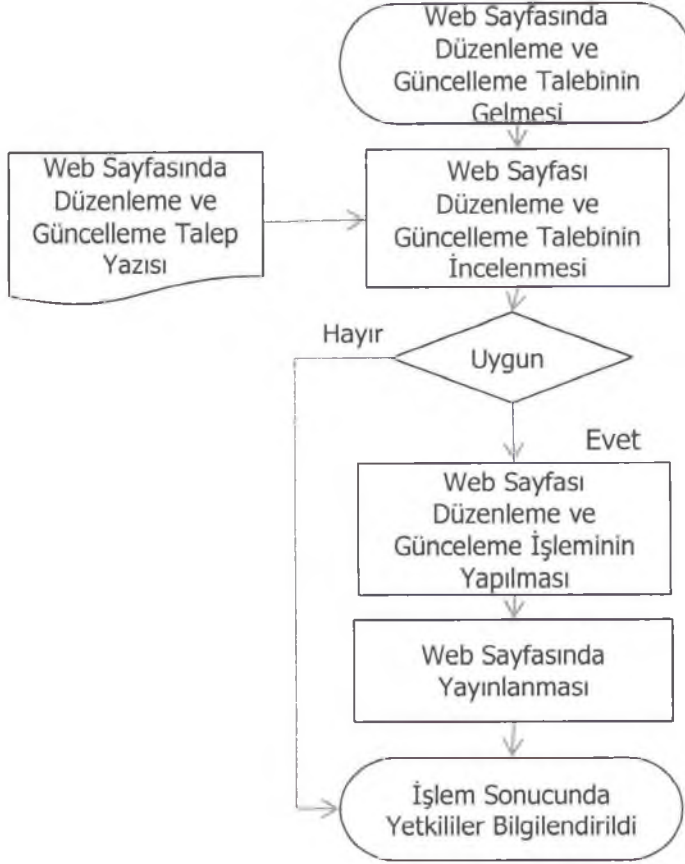 Web Sayfasında
Düzenleme ve
Güncelleme Talebinin
Gelmesi
Web Sayfasında
Düzenleme ve
Güncelleme Talep
Yazısı
Web Sayfası
Düzenleme ve
Güncelleme Talebinin
İncelenmesi
Hayır
Uygun
Evet
Web Sayfası
Düzenleme ve
Günceleme İşleminin
Yapılması
Web Sayfasında
Yayınlanması
İşlem Sonucunda
Yetkililer Bilgilendirildi